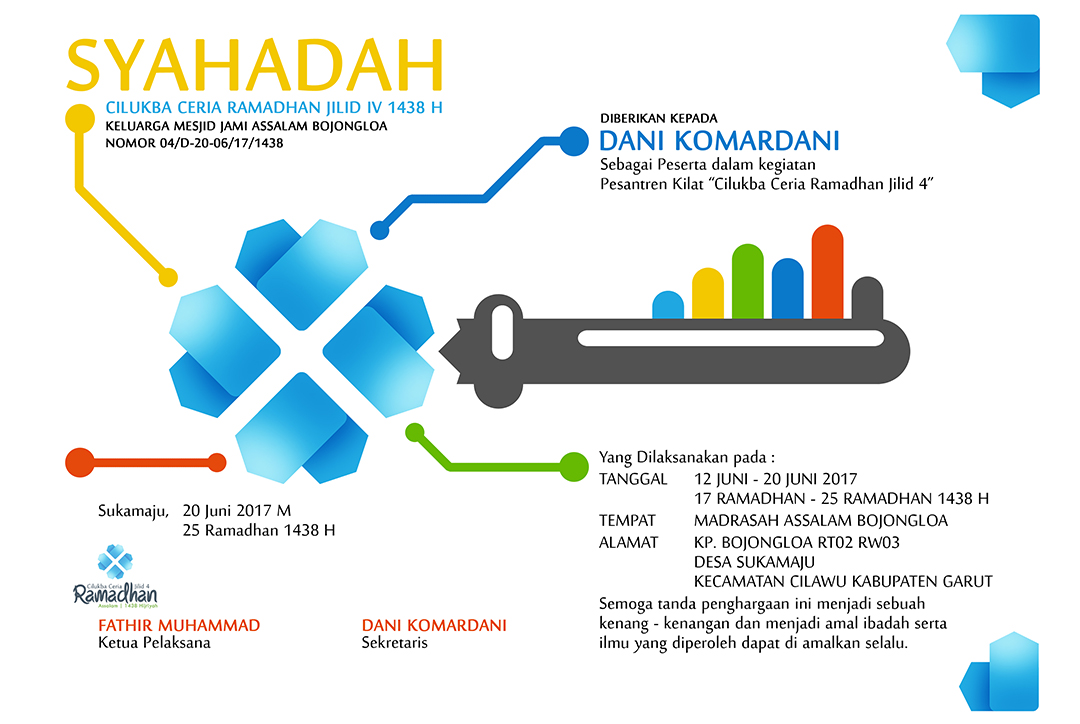 SYAHADAH
CILUKBA CERIA RAMADHAN JILID IV 1438 H
KELUARGA MESJID JAMI ASSALAM BOJONGLOA
NOMOR 04/D-20-06/17/1438
DIBERIKAN KEPADA
DANI KOMARDANI
Sebagai Peserta dalam kegiatan
Pesantren Kilat “Cilukba Ceria Ramadhan Jilid 4”
Yang Dilaksanakan pada :
TANGGAL 12 JUNI - 20 JUNI 2017
17 RAMADHAN - 25 RAMADHAN 1438 H
TEMPAT MADRASAH ASSALAM BOJONGLOA
ALAMAT KP. BOJONGLOA RT02 RW03
DESA SUKAMAJU
KECAMATAN CILAWU KABUPATEN GARUT
Semoga tanda penghargaan ini menjadi sebuah
kenang - kenangan dan menjadi amal ibadah serta
ilmu yang diperoleh dapat di amalkan selalu.
Sukamaju, 20 Juni 2017 M
25 Ramadhan 1438 H
Cilukba Ceria Jilid 4
Ramadhan
Assalam | 1438 Hijriyah
FATHIR MUHAMMAD
Ketua Pelaksana
DANI KOMARDANI
Sekretaris